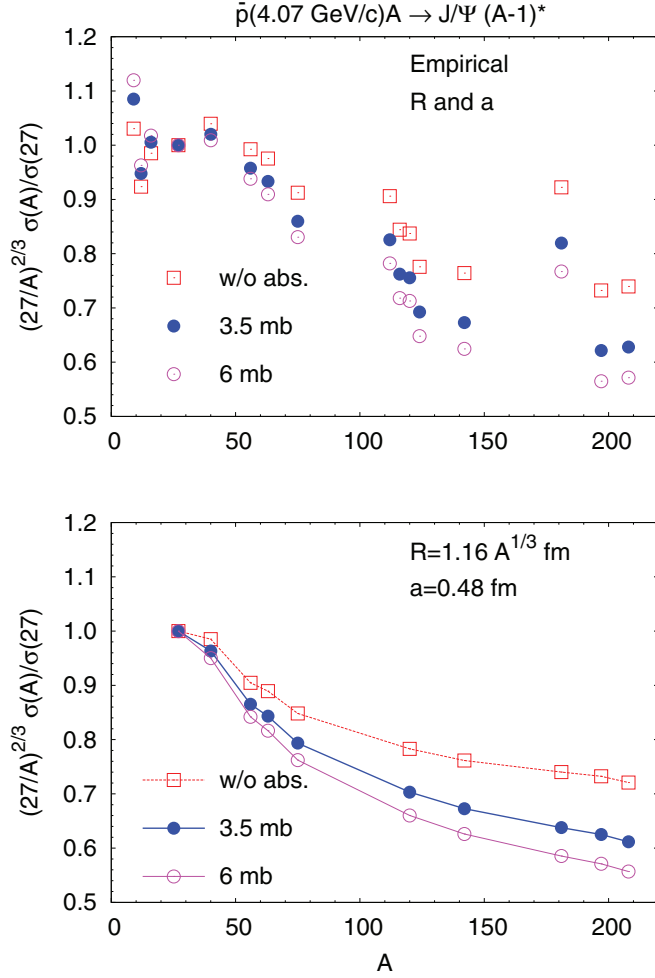 p̄(4.07 GeV/c)A → J/Ψ (A-1)*
1.2
1.1
1.0
0.9
0.8
0.7
0.6
0.5
(27/A)^2/3 σ(A)/σ(27)
Empirical
R and a
w/o abs.
3.5 mb
6 mb
0 50 100 150 200
1.2
1.1
1.0
0.9
0.8
0.7
0.6
0.5
(27/A)^2/3 σ(A)/σ(27)
R=1.16 A^1/3 fm
a=0.48 fm
w/o abs.
3.5 mb
6 mb
0 50 100 150 200
A